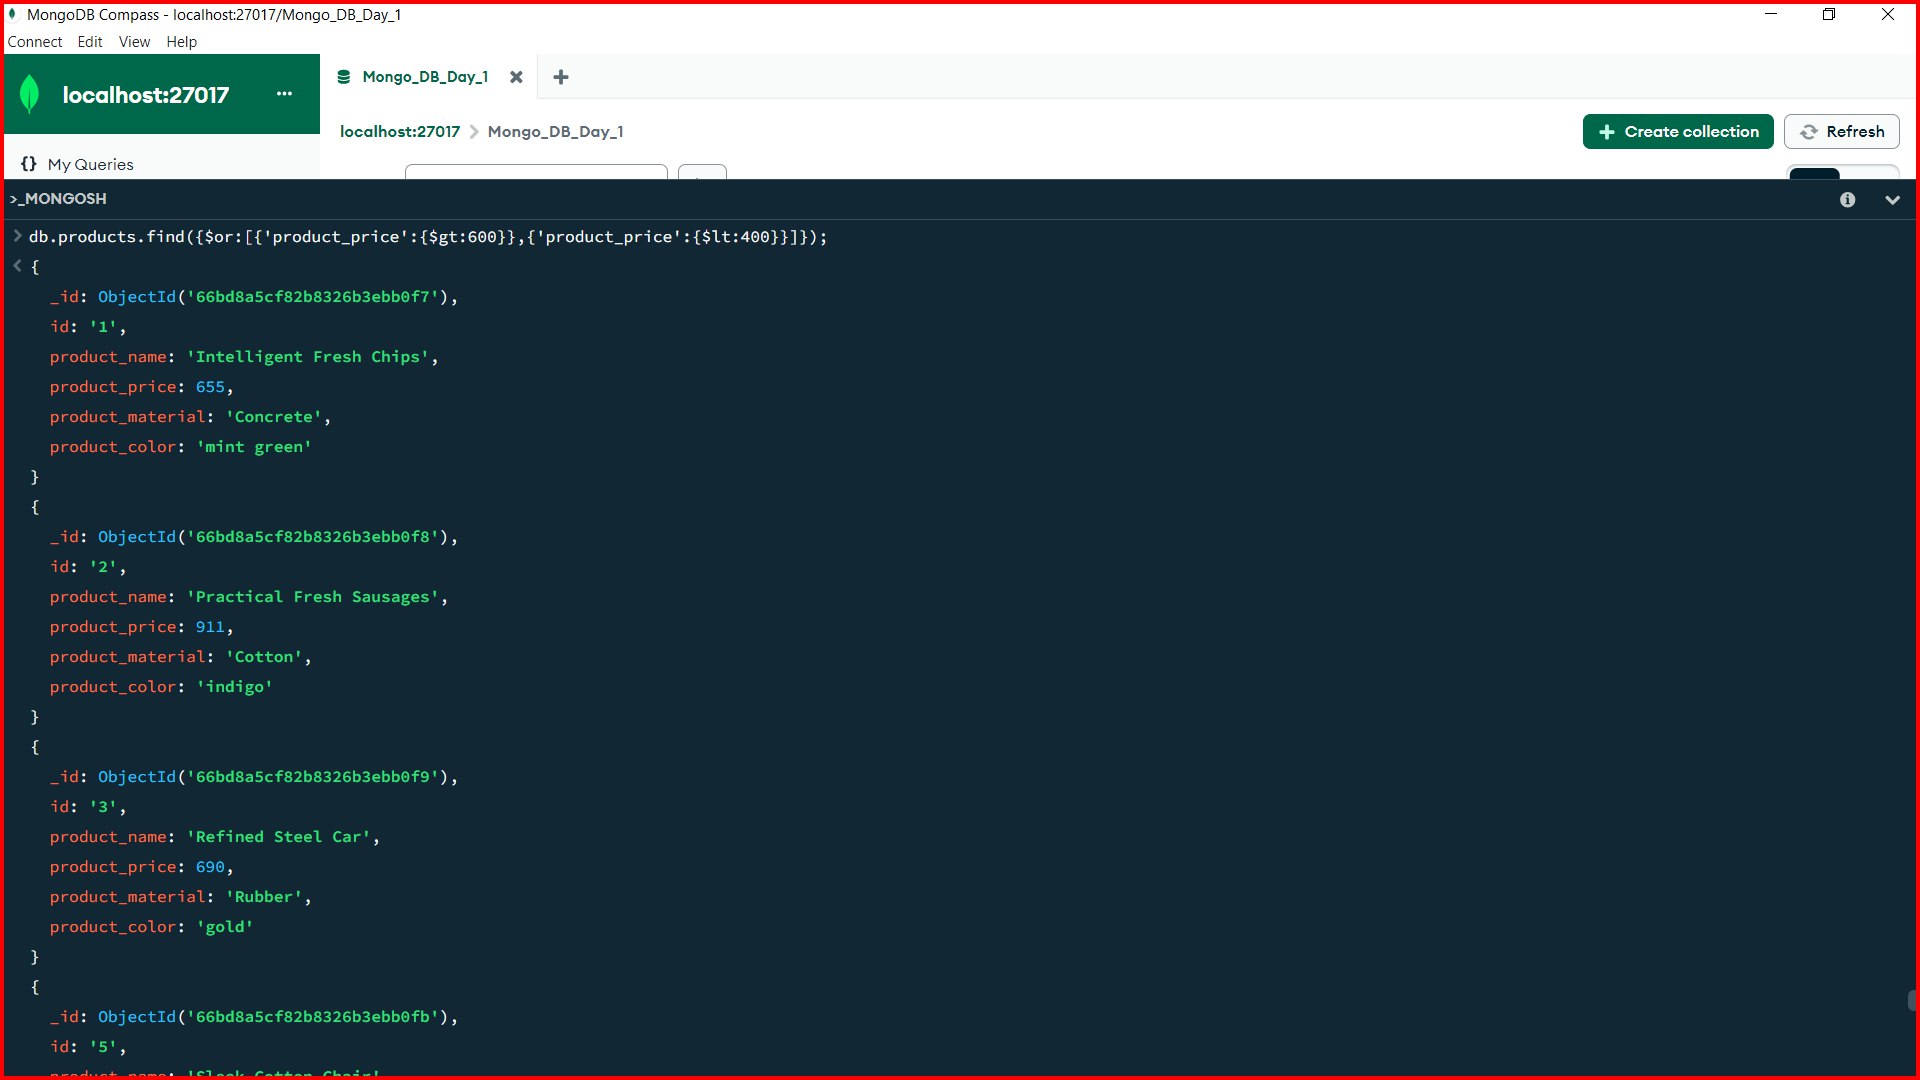 MongoDB Compass - localhost:27017/Mongo_DB_Day_1
Connect Edit View Help
localhost:27017 ...
Mongo_DB_Day_1
localhost:27017 > Mongo_DB_Day_1
Create collection
Refresh
{} My Queries
>_MONGOSH
> db.products.find({$or:[{'product_price':{$gt:600}},{'product_price':{$lt:400}}]});
< {
_id: ObjectId('66bd8a5cf82b8326b3ebb0f7'),
id: '1',
product_name: 'Intelligent Fresh Chips',
product_price: 655,
product_material: 'Concrete',
product_color: 'mint green'
}
{
_id: ObjectId('66bd8a5cf82b8326b3ebb0f8'),
id: '2',
product_name: 'Practical Fresh Sausages',
product_price: 911,
product_material: 'Cotton',
product_color: 'indigo'
}
{
_id: ObjectId('66bd8a5cf82b8326b3ebb0f9'),
id: '3',
product_name: 'Refined Steel Car',
product_price: 690,
product_material: 'Rubber',
product_color: 'gold'
}
{
_id: ObjectId('66bd8a5cf82b8326b3ebb0fb'),
id: '5',
product_name: 'Sleek Cotton Chair'